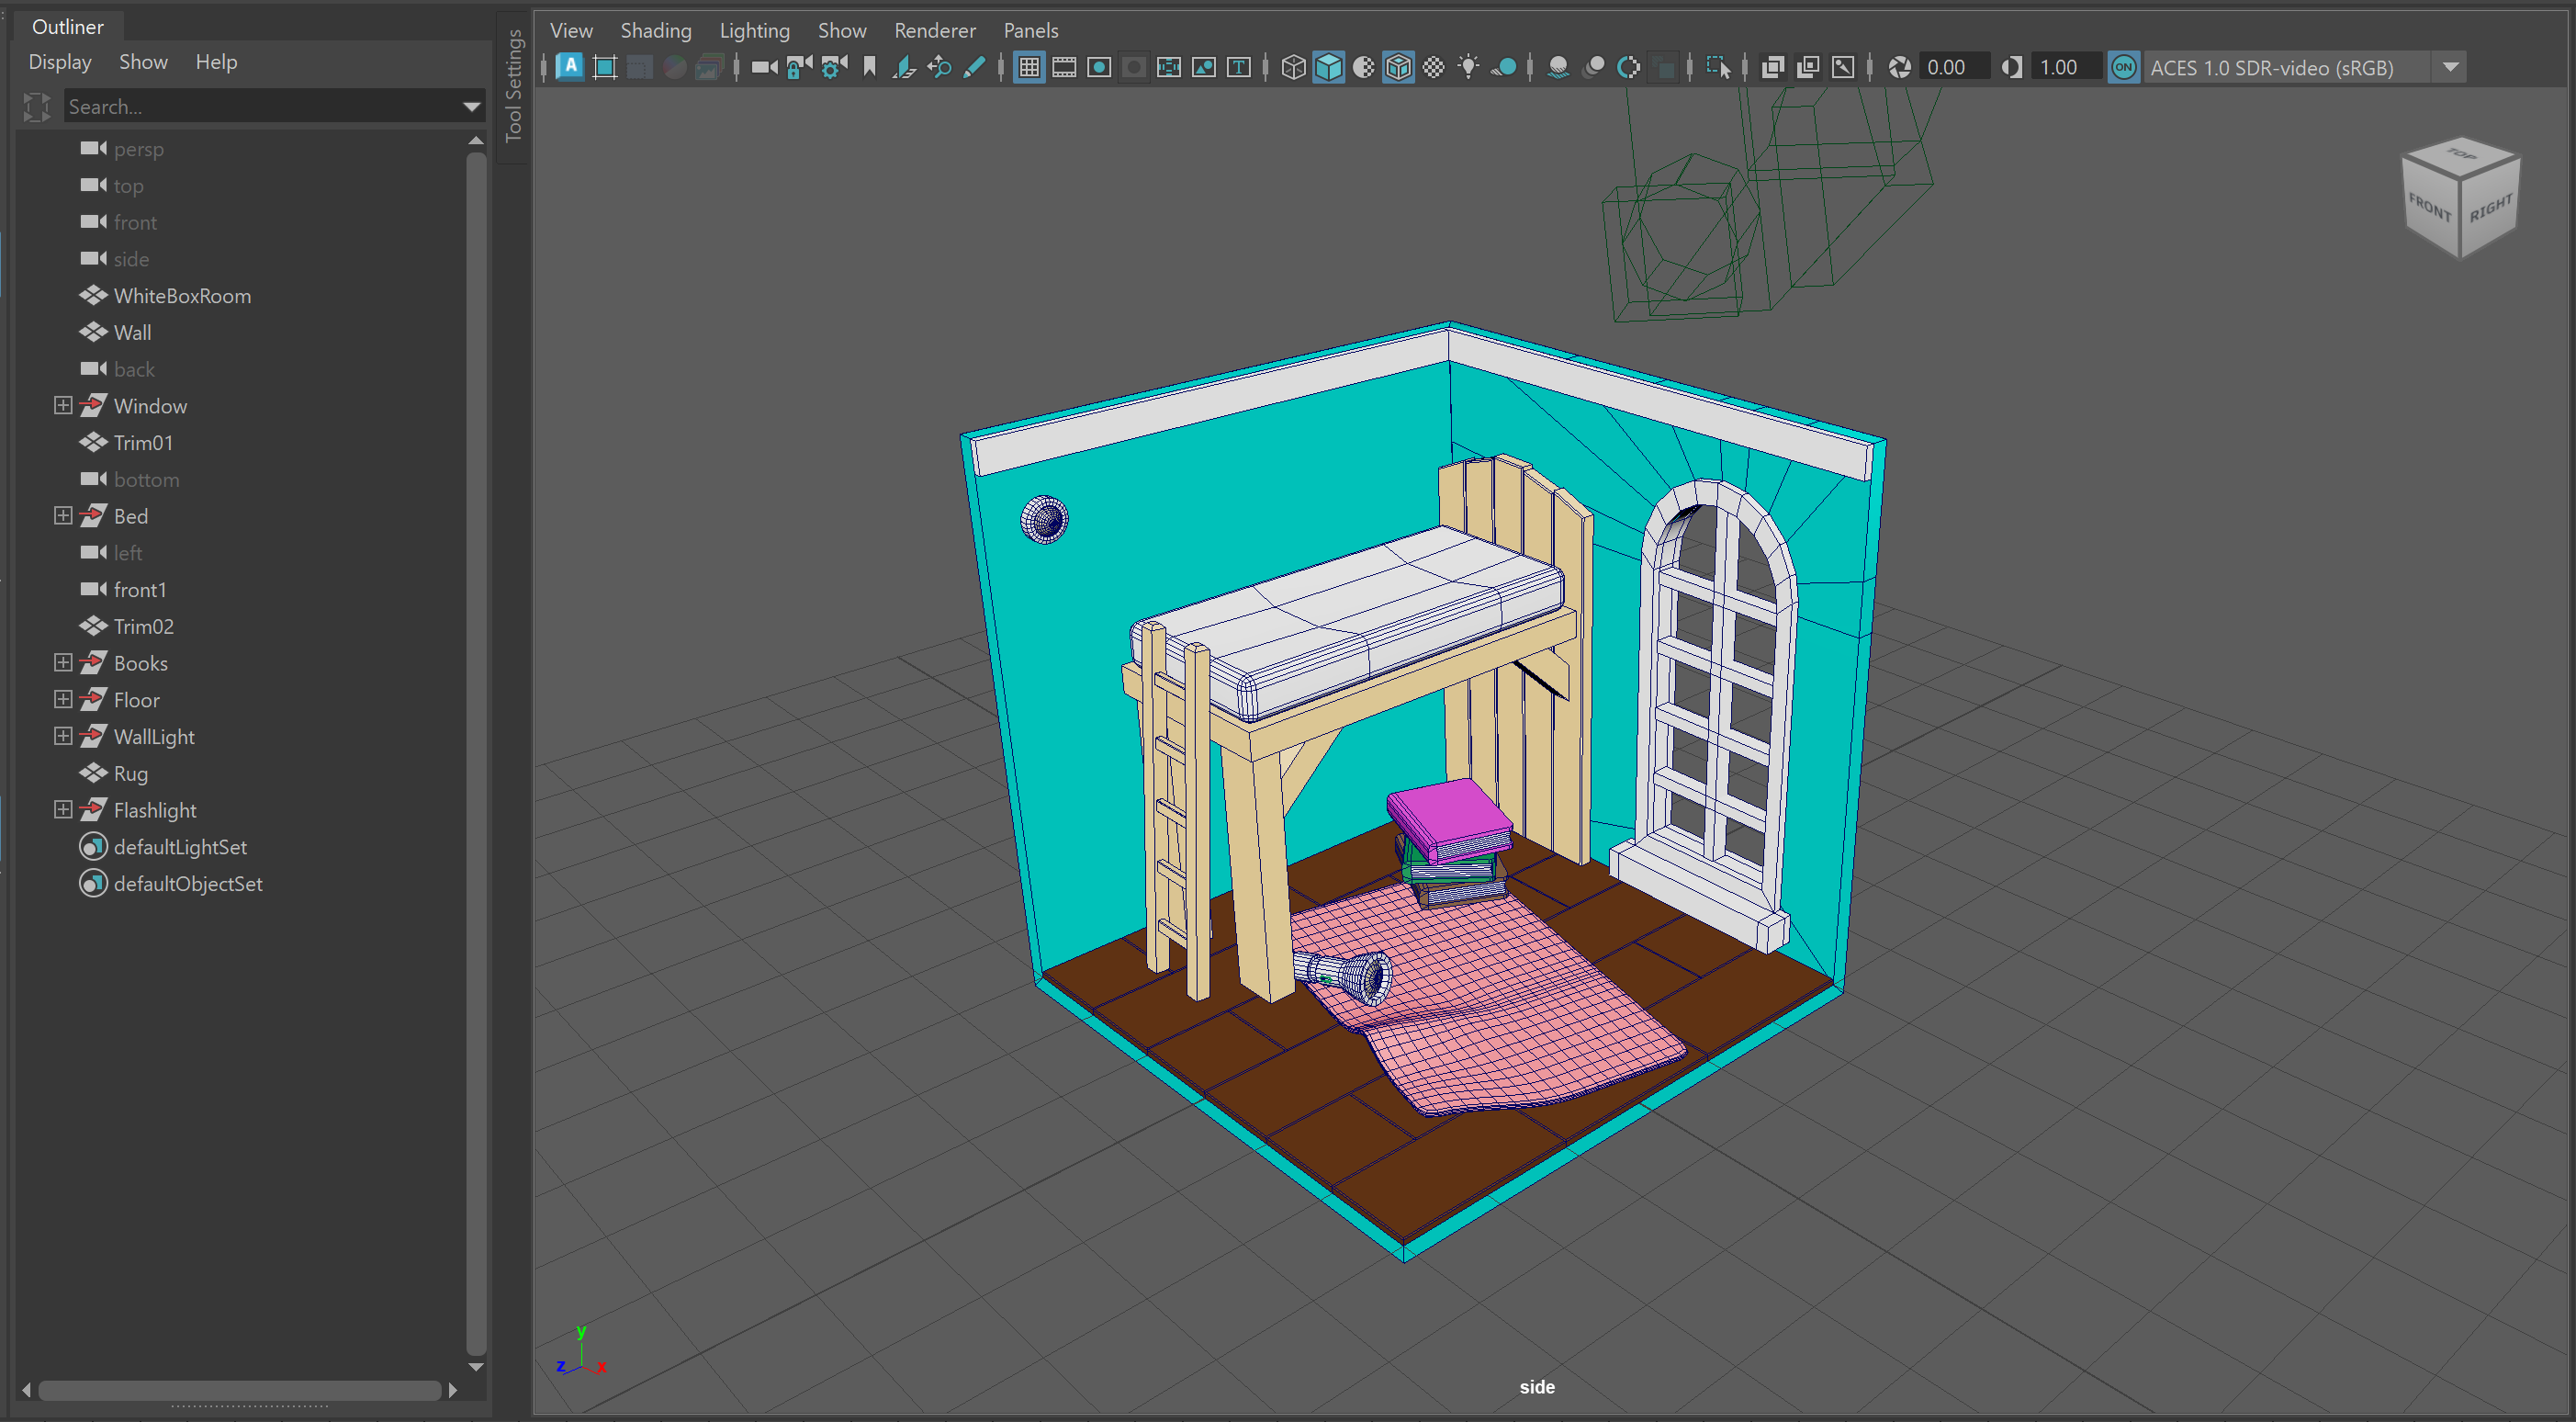 Outliner
Display Show Help
Search...
persp
top
front
side
WhiteBoxRoom
Wall
back
Window
Trim01
bottom
Bed
left
front1
Trim02
Books
Floor
WallLight
Rug
Flashlight
defaultLightSet
defaultObjectSet
Tool Settings
View Shading Lighting Show Renderer Panels
A T 0.00 1.00 ON ACES 1.0 SDR-video (sRGB)
TOP
FRONT RIGHT
y
z x
side